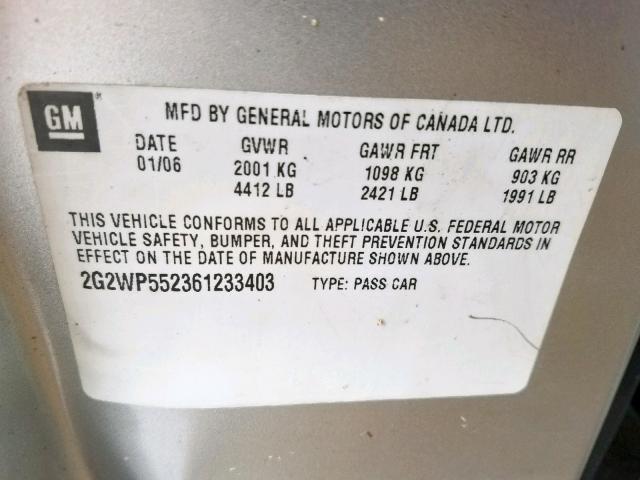 GM®
MFD BY GENERAL MOTORS OF CANADA LTD.
DATE GVWR GAWR FRT GAWR RR
01/06 2001 KG 1098 KG 903 KG
4412 LB 2421 LB 1991 LB
THIS VEHICLE CONFORMS TO ALL APPLICABLE U.S. FEDERAL MOTOR
VEHICLE SAFETY, BUMPER, AND THEFT PREVENTION STANDARDS IN
EFFECT ON THE DATE OF MANUFACTURE SHOWN ABOVE.
2G2WP552361233403 TYPE: PASS CAR